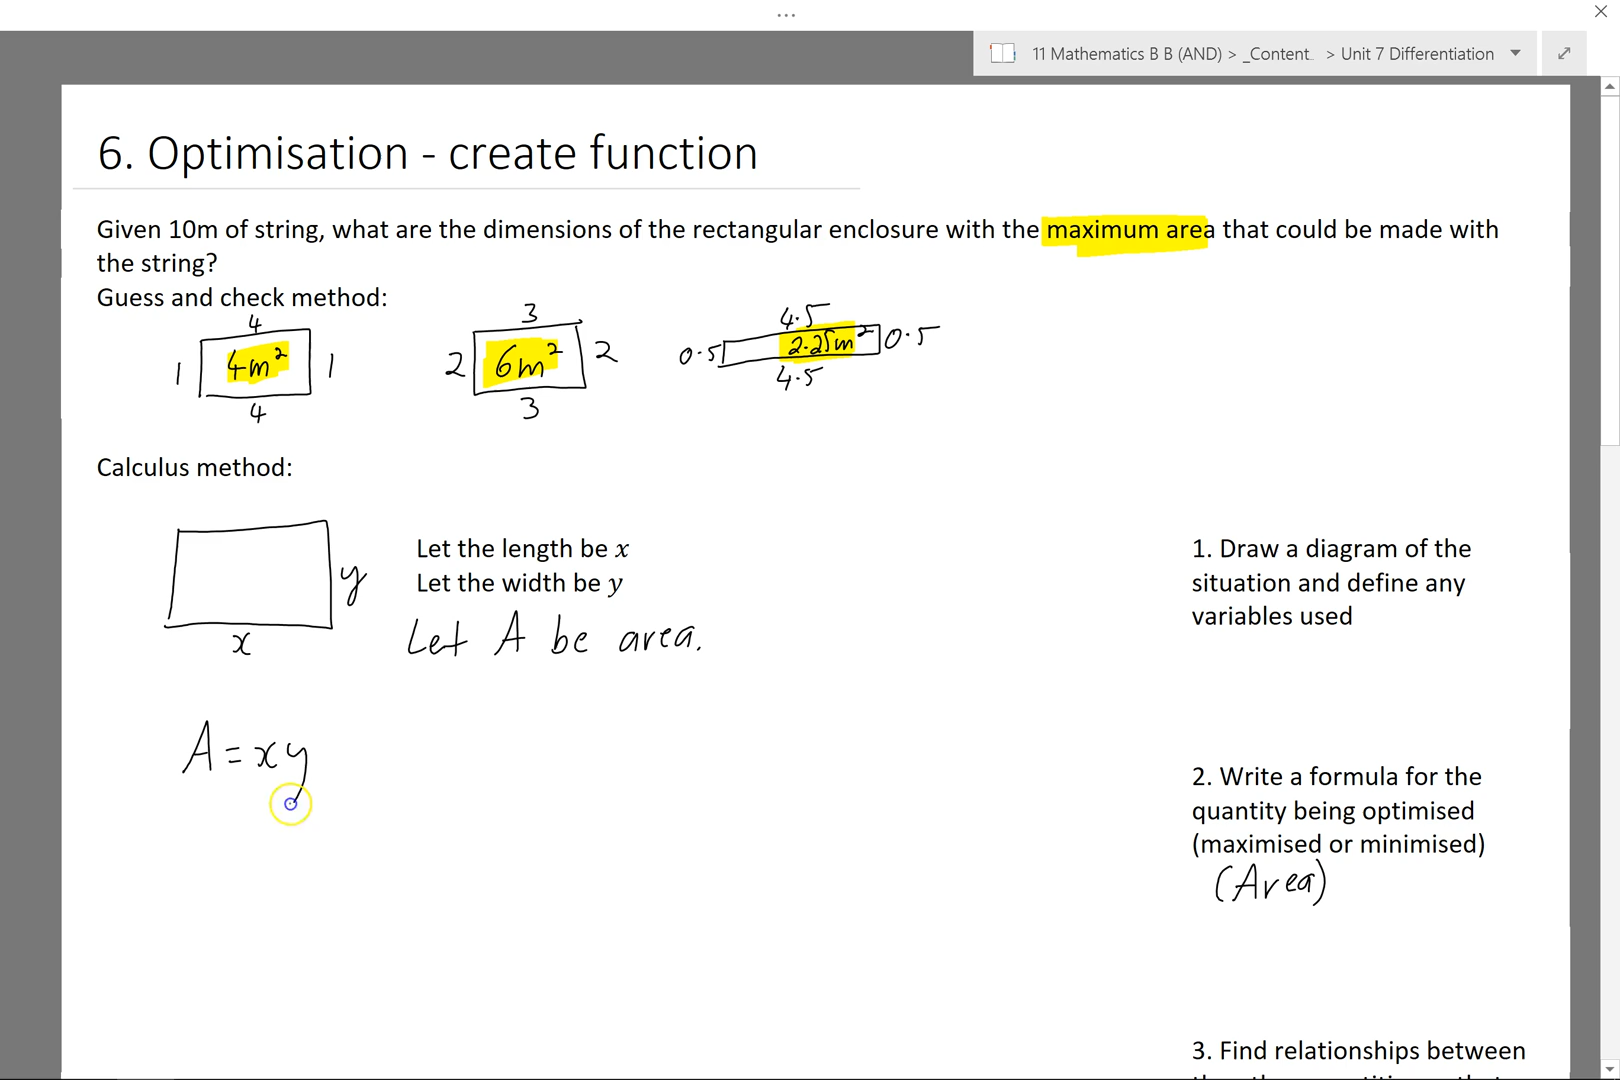 11 Mathematics B B (AND) > _Content.. > Unit 7 Differentiation
6. Optimisation - create function
Given 10m of string, what are the dimensions of the rectangular enclosure with the maximum area that could be made with
the string?
Guess and check method:
4
1 4m² 1
4
3
2 6m² 2
3
4.5
0.5 2.25m² 0.5
4.5
Calculus method:
y
x
Let the length be x
Let the width be y
Let A be area.
1. Draw a diagram of the
situation and define any
variables used
A = xy
2. Write a formula for the
quantity being optimised
(maximised or minimised)
(Area)
3. Find relationships between